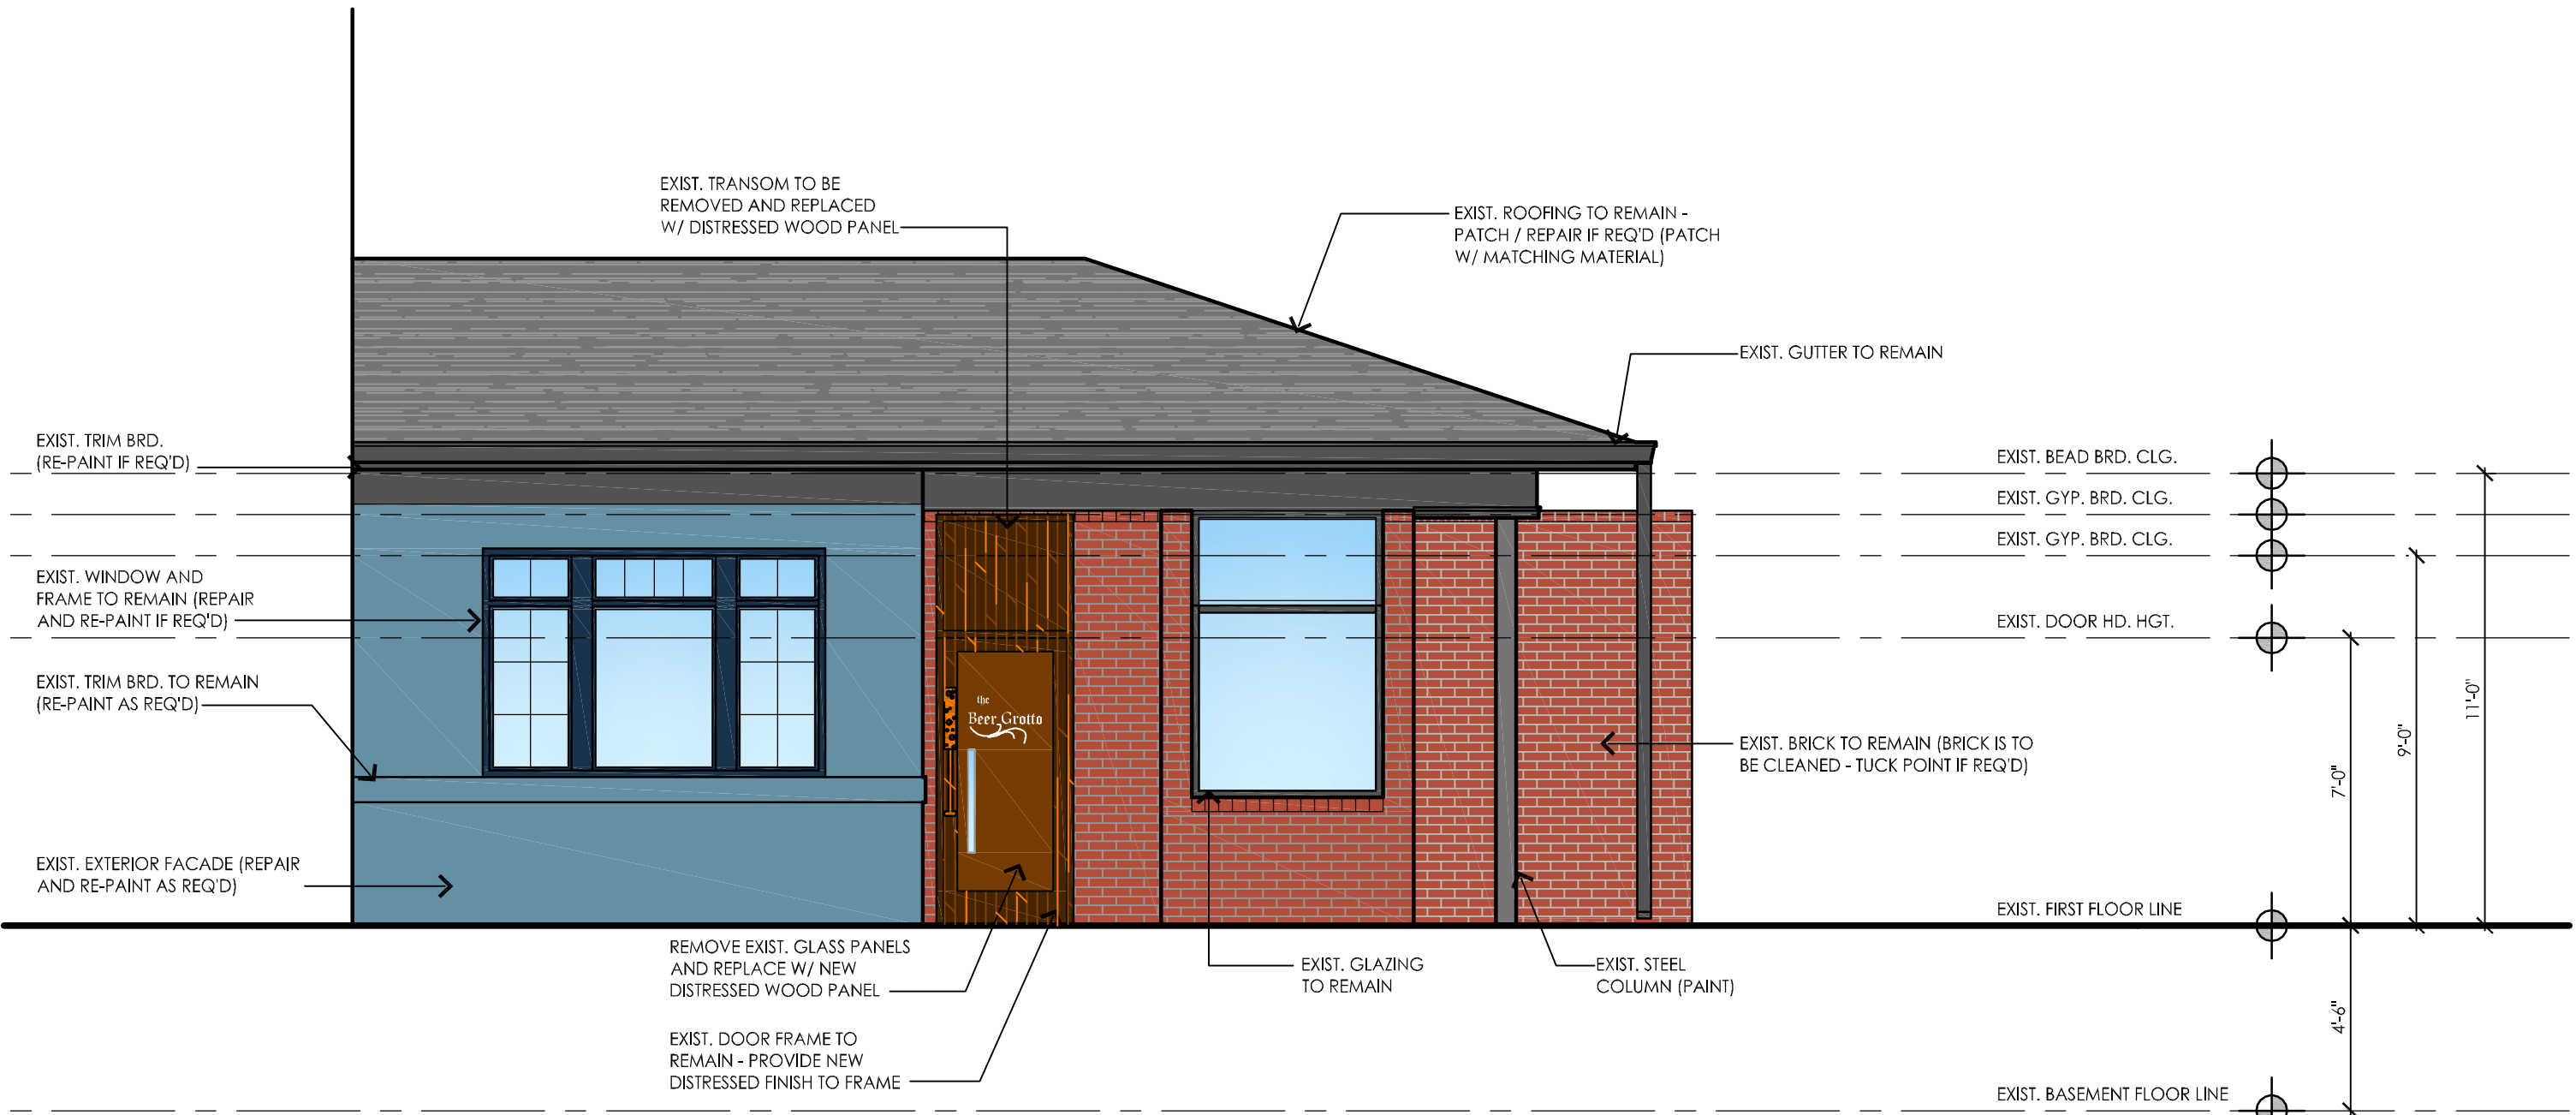 EXIST. TRANSOM TO BE
REMOVED AND REPLACED
W/ DISTRESSED WOOD PANEL
EXIST. ROOFING TO REMAIN -
PATCH / REPAIR IF REQ'D (PATCH
W/ MATCHING MATERIAL)
EXIST. GUTTER TO REMAIN
EXIST. TRIM BRD.
(RE-PAINT IF REQ'D)
EXIST. WINDOW AND
FRAME TO REMAIN (REPAIR
AND RE-PAINT IF REQ'D)
EXIST. TRIM BRD. TO REMAIN
(RE-PAINT AS REQ'D)
EXIST. EXTERIOR FACADE (REPAIR
AND RE-PAINT AS REQ'D)
the
Beer Grotto
REMOVE EXIST. GLASS PANELS
AND REPLACE W/ NEW
DISTRESSED WOOD PANEL
EXIST. DOOR FRAME TO
REMAIN - PROVIDE NEW
DISTRESSED FINISH TO FRAME
EXIST. GLAZING
TO REMAIN
EXIST. STEEL
COLUMN (PAINT)
EXIST. BRICK TO REMAIN (BRICK IS TO
BE CLEANED - TUCK POINT IF REQ'D)
EXIST. BEAD BRD. CLG.
EXIST. GYP. BRD. CLG.
EXIST. GYP. BRD. CLG.
EXIST. DOOR HD. HGT.
EXIST. FIRST FLOOR LINE
EXIST. BASEMENT FLOOR LINE
7'-0"
9'-0"
11'-0"
4'-6"